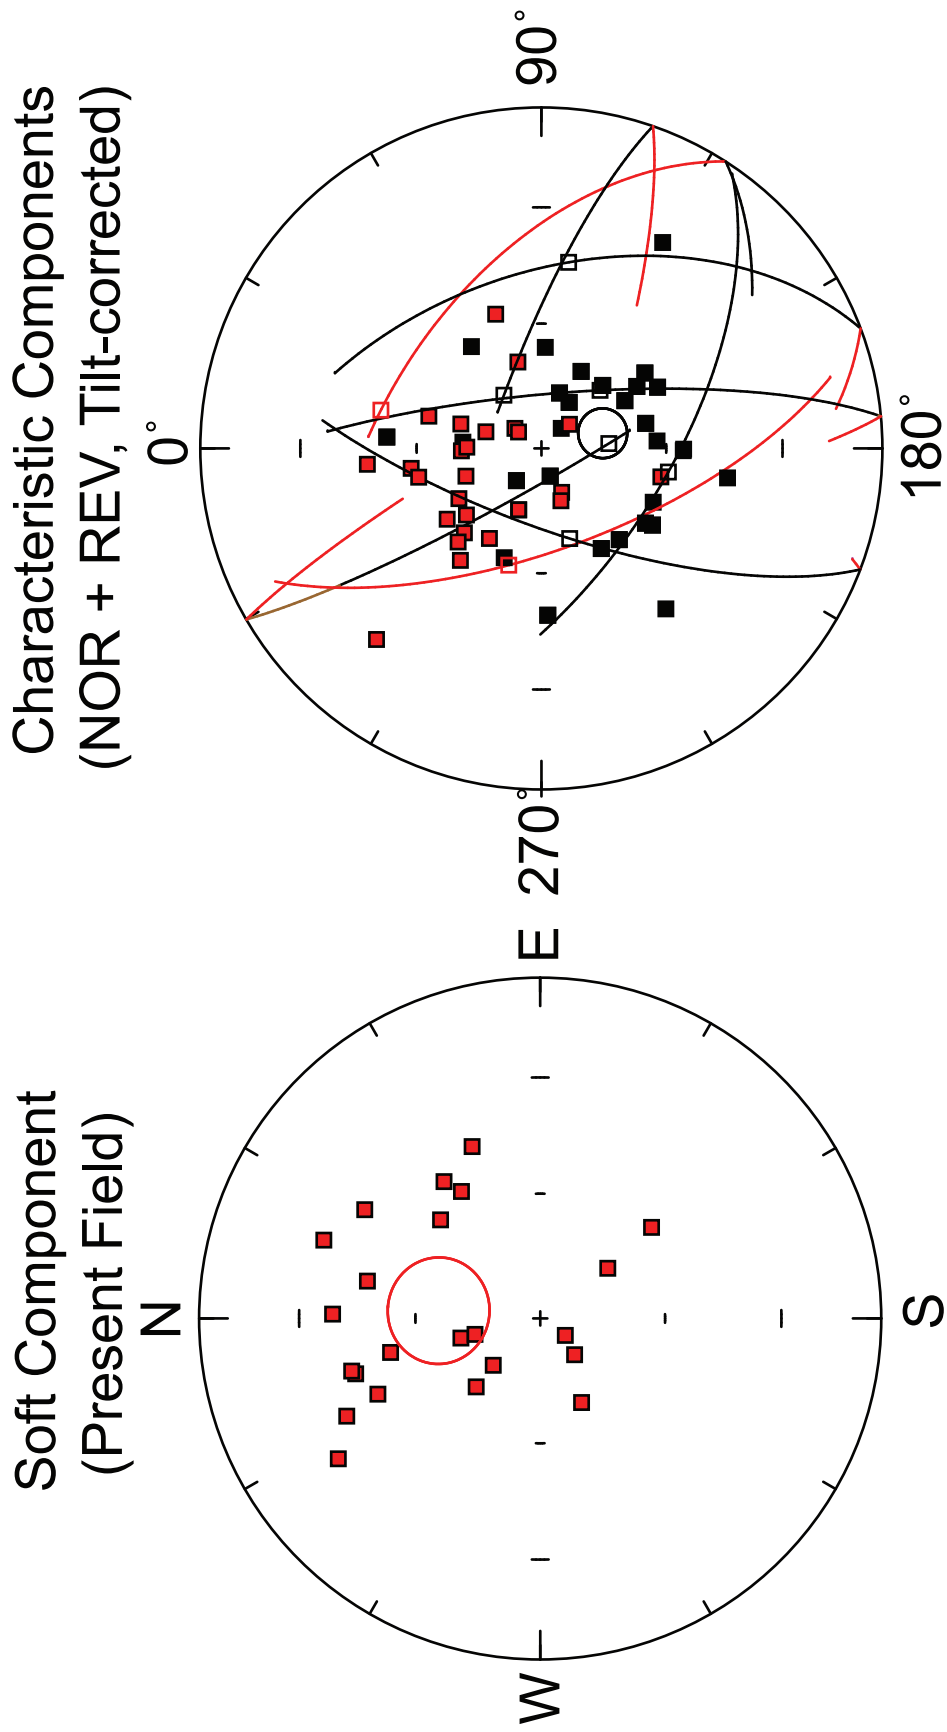 Soft Component
(Present Field)
N
W
E
S
Characteristic Components
(NOR + REV, Tilt-corrected)
0°
270°
90°
180°